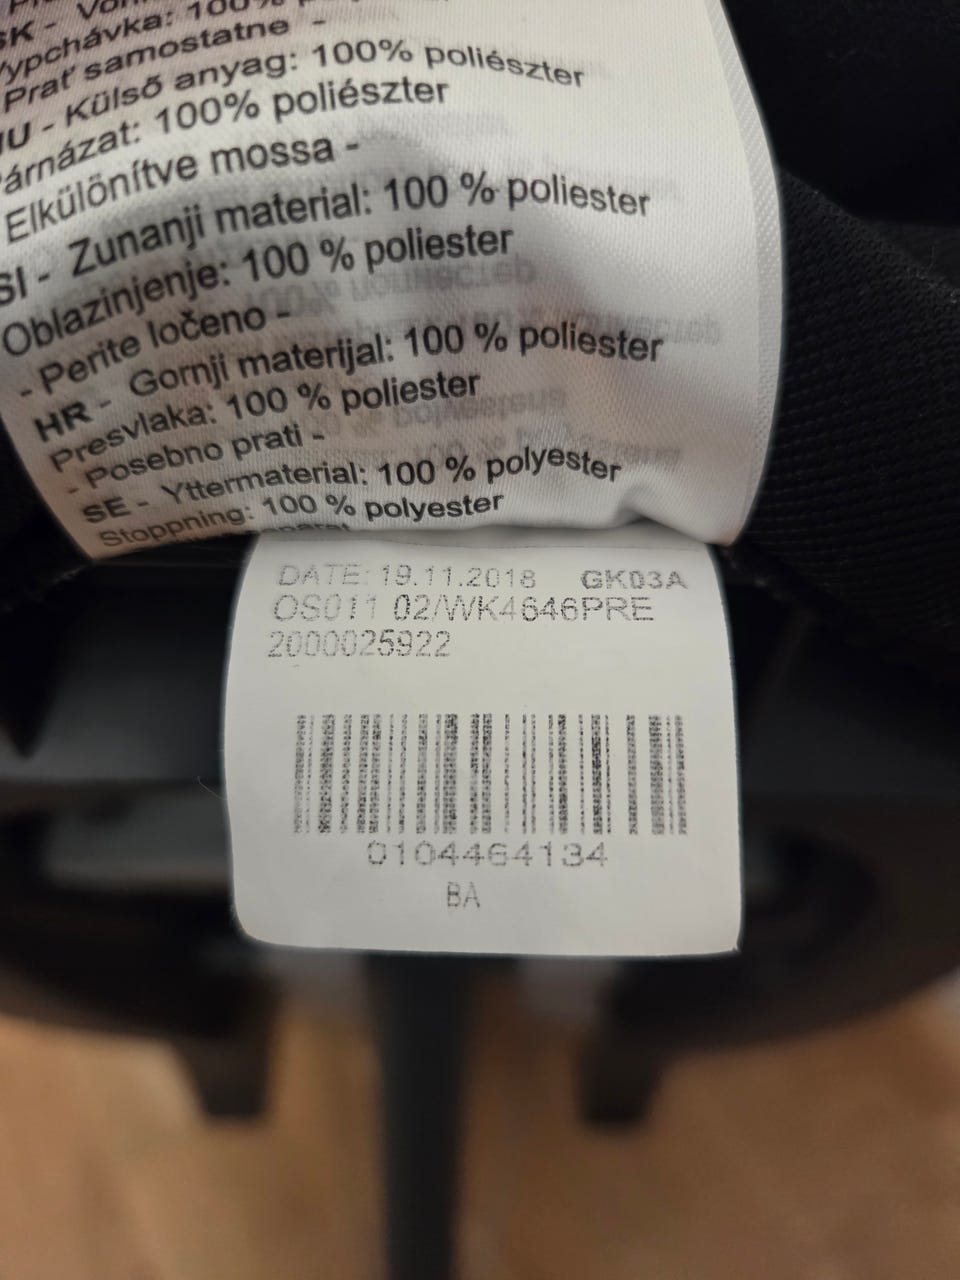 SK - Von
Vypchávka: 100%
Prať samostatne -
HU - Külső anyag: 100% poliészter
Párnázat: 100% poliészter
Elkülönítve mossa -
SI - Zunanji material: 100 % poliester
Oblazinjenje: 100 % poliester
- Perite ločeno -
HR - Gornji materijal: 100 % poliester
Presvlaka: 100 % poliester
- Posebno prati -
SE - Yttermaterial: 100 % polyester
Stoppning: 100 % polyester
DATE: 19.11.2018 GK03A
OS011 02/WK4646PRE
2000025922
0104464134
BA